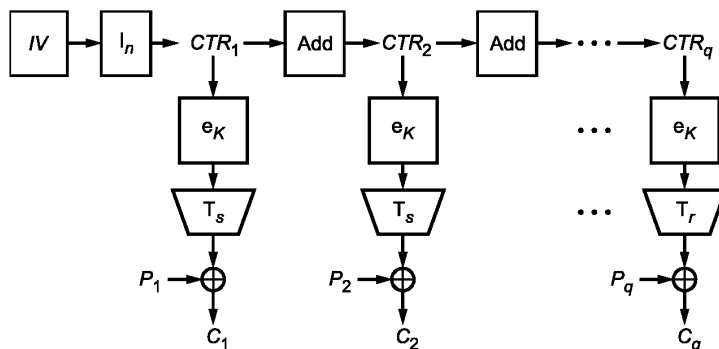 IV I_n CTR_1 Add CTR_2 Add ... CTR_q
e_K e_K ... e_K
T_s T_s ... T_r
P_1 P_2 P_q
C_1 C_2 C_q